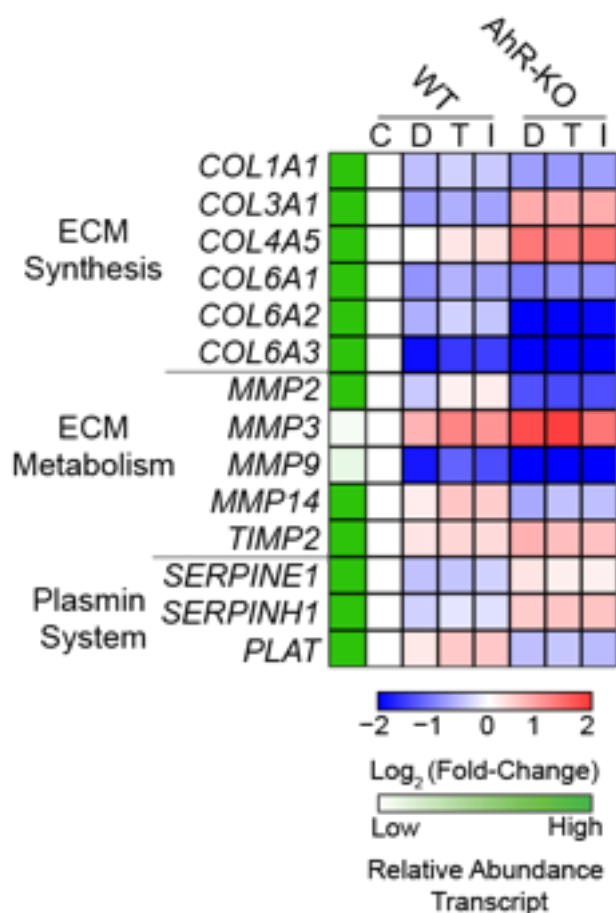 WT AhR-KO
C D T I D T I
ECM
Synthesis
COL1A1
COL3A1
COL4A5
COL6A1
COL6A2
COL6A3
ECM
Metabolism
MMP2
MMP3
MMP9
MMP14
TIMP2
Plasmin
System
SERPINE1
SERPINH1
PLAT
−2 −1 0 1 2
Log₂ (Fold-Change)
Low High
Relative Abundance
Transcript